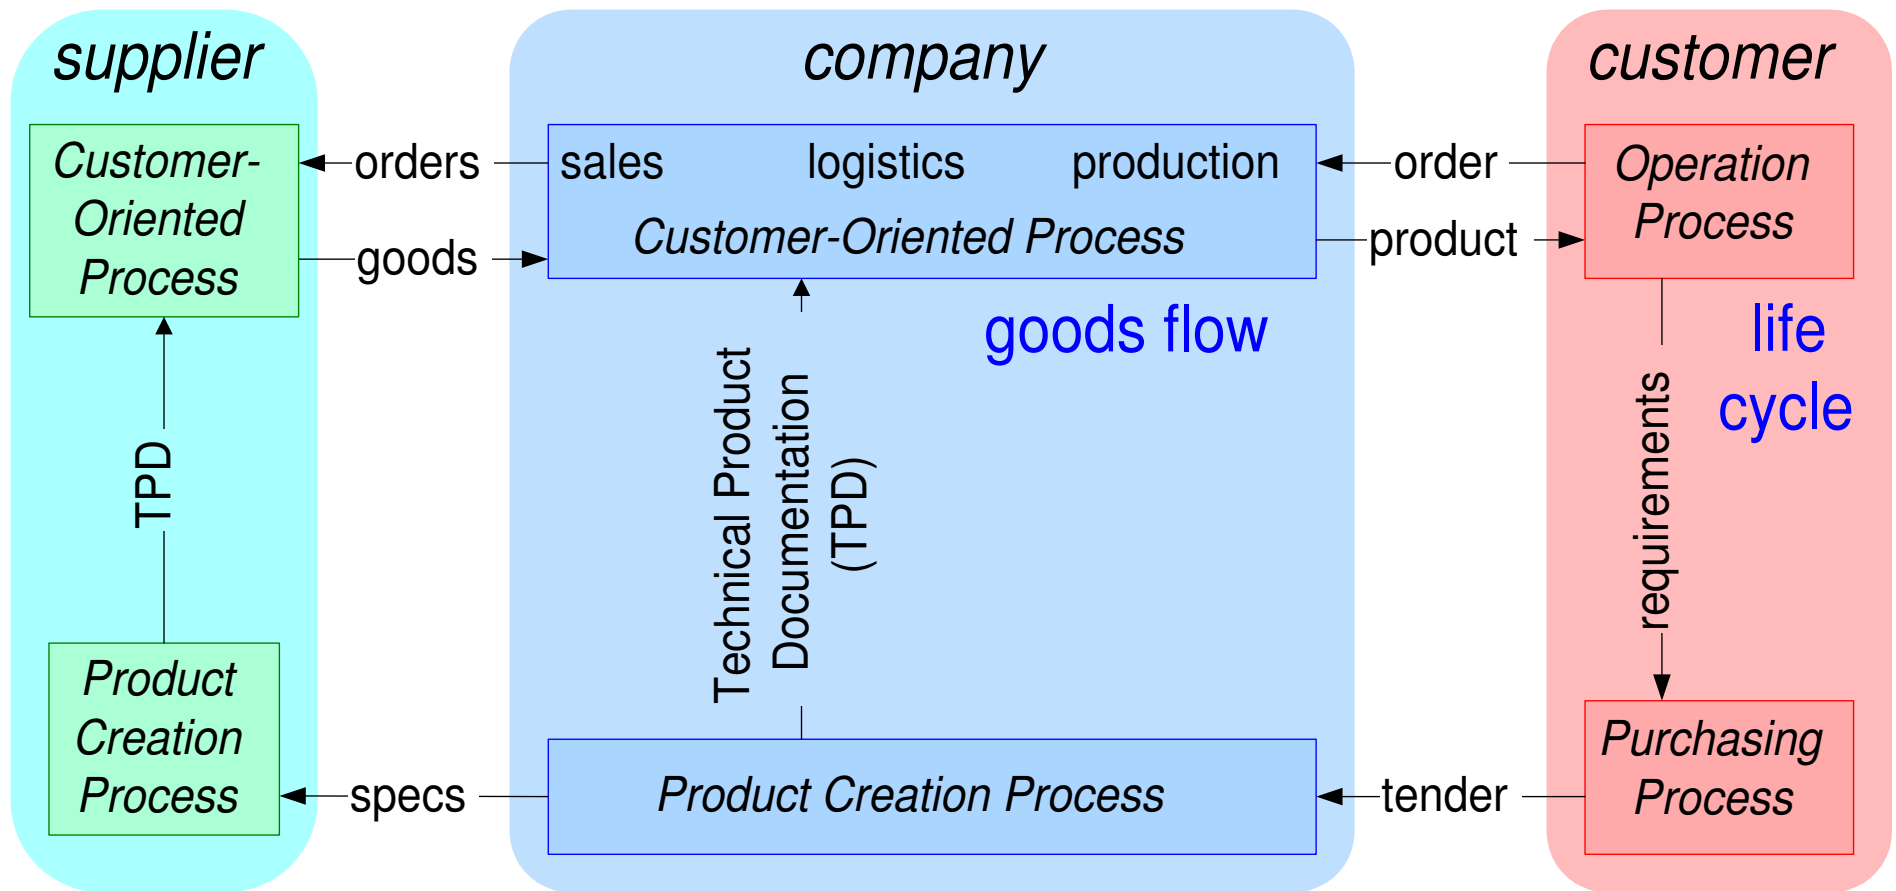 supplier
company
customer
Customer-
Oriented
Process
orders
goods
sales logistics production
Customer-Oriented Process
order
product
Operation
Process
goods flow
life
cycle
TPD
Technical Product
Documentation
(TPD)
requirements
Product
Creation
Process
specs
Product Creation Process
tender
Purchasing
Process